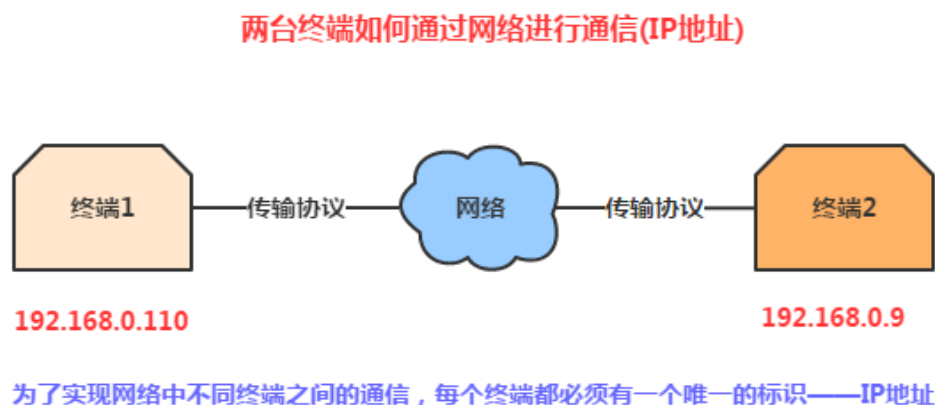 两台终端如何通过网络进行通信(IP地址)
终端1
传输协议
网络
传输协议
终端2
192.168.0.110
192.168.0.9
为了实现网络中不同终端之间的通信，每个终端都必须有一个唯一的标识——IP地址